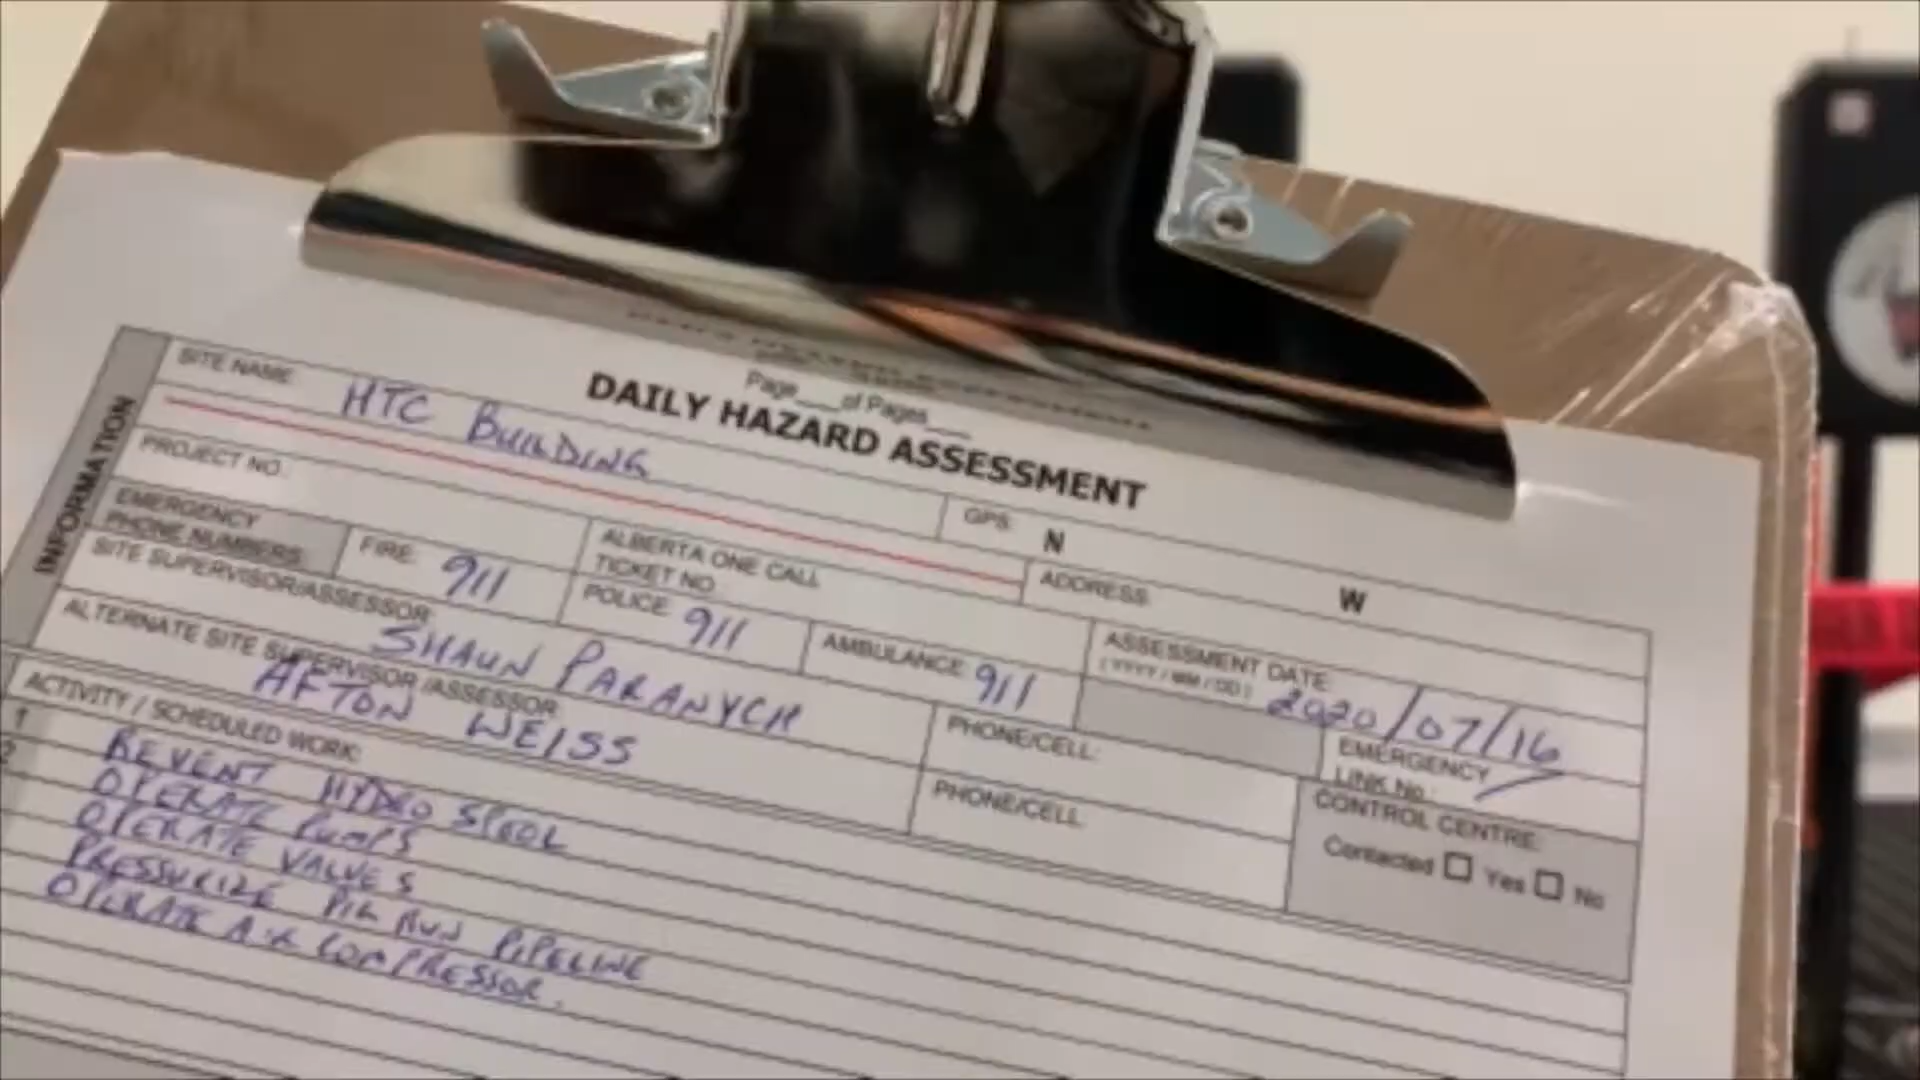 Page___of Pages___
DAILY HAZARD ASSESSMENT
INFORMATION
SITE NAME HTC BUILDING
GPS: N W
PROJECT NO.:
ALBERTA ONE CALL
TICKET NO.
ADDRESS:
EMERGENCY
PHONE NUMBERS
FIRE: 911
POLICE: 911
AMBULANCE: 911
ASSESSMENT DATE:
(YYYY / MM / DD) 2020/07/16
SITE SUPERVISOR/ASSESSOR: SHAUN PARANYCH
PHONE/CELL:
EMERGENCY
LINK No.:
ALTERNATE SITE SUPERVISOR /ASSESSOR: AFTON WEISS
PHONE/CELL:
CONTROL CENTRE:
Contacted ☐ Yes ☐ No
ACTIVITY / SCHEDULED WORK:
1 REVENT HYDRO SPOOL
2 OPERATE PUMPS
OPERATE VALVES
PRESSURIZE PIG RUN PIPELINE
OPERATE AIR COMPRESSOR.